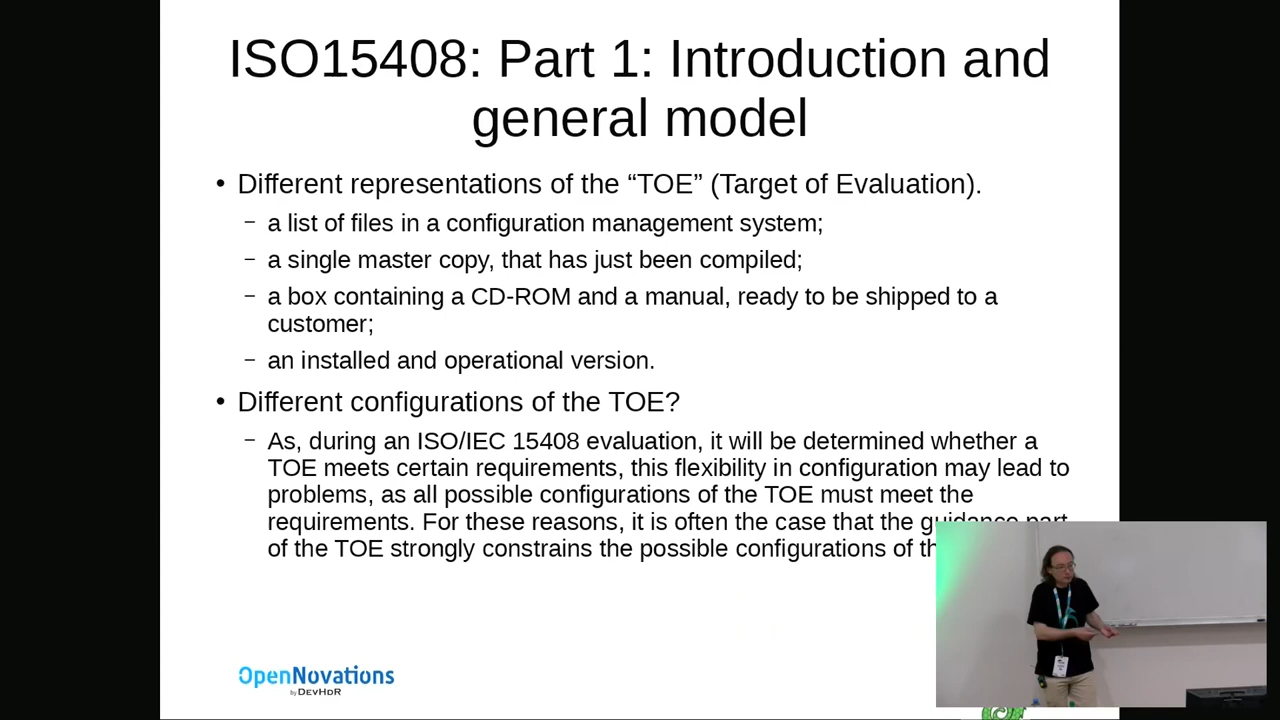 ISO15408: Part 1: Introduction and
general model
• Different representations of the “TOE” (Target of Evaluation).
– a list of files in a configuration management system;
– a single master copy, that has just been compiled;
– a box containing a CD-ROM and a manual, ready to be shipped to a
customer;
– an installed and operational version.
• Different configurations of the TOE?
– As, during an ISO/IEC 15408 evaluation, it will be determined whether a
TOE meets certain requirements, this flexibility in configuration may lead to
problems, as all possible configurations of the TOE must meet the
requirements. For these reasons, it is often the case that the guidance part
of the TOE strongly constrains the possible configurations of
OpenNovations
by DEVHDR